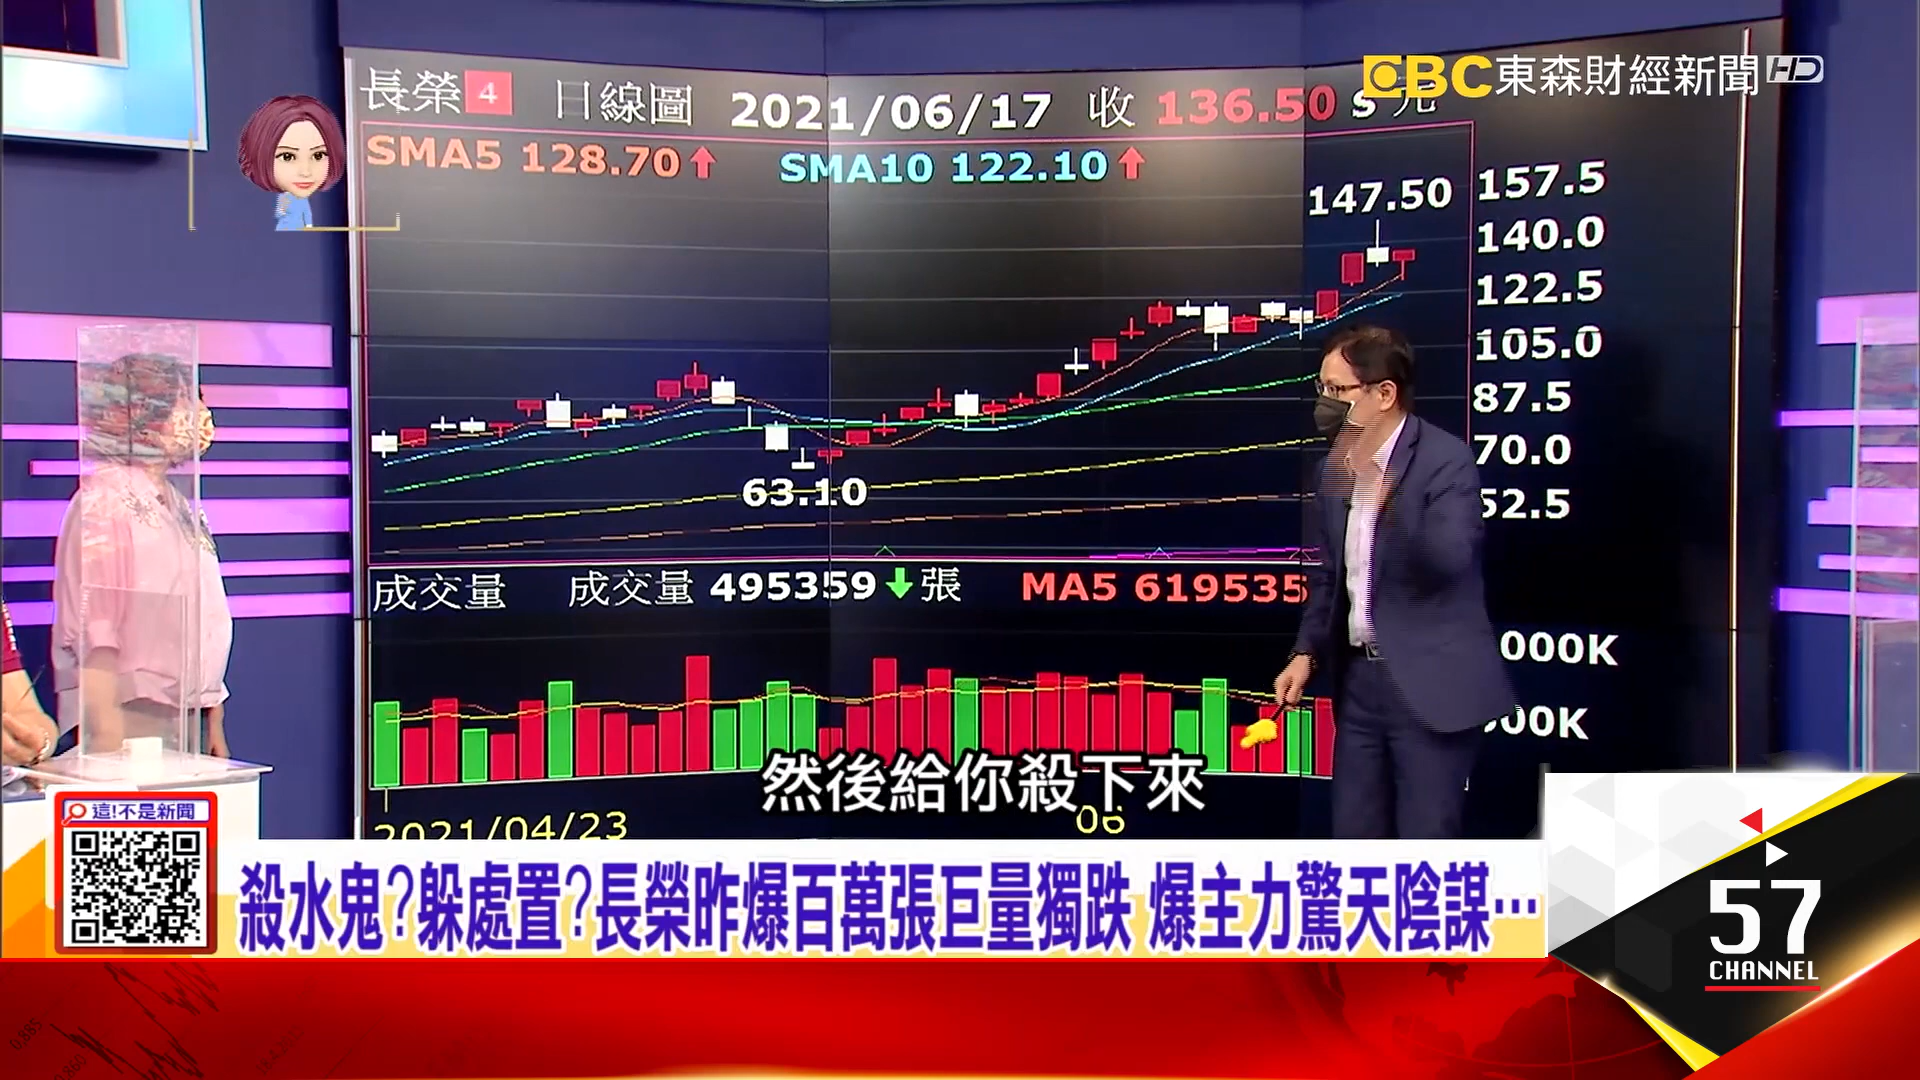 EBC 東森財經新聞 HD
長榮 4 日線圖 2021/06/17 收 136.50 s 元
SMA5 128.70↑ SMA10 122.10↑
147.50
157.5
140.0
122.5
105.0
87.5
70.0
52.5
63.10
成交量 成交量 495359↓張 MA5 619535
000K
00K
2021/04/23
06
然後給你殺下來
這!不是新聞
殺水鬼?躲處置?長榮昨爆百萬張巨量獨跌 爆主力驚天陰謀…
57
CHANNEL